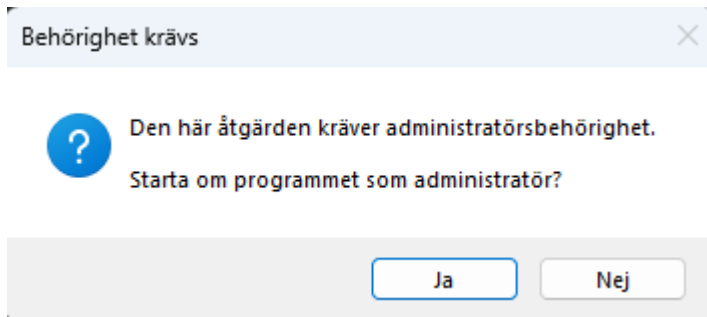 Behörighet krävs
Den här åtgärden kräver administratörsbehörighet.
Starta om programmet som administratör?
Ja
Nej